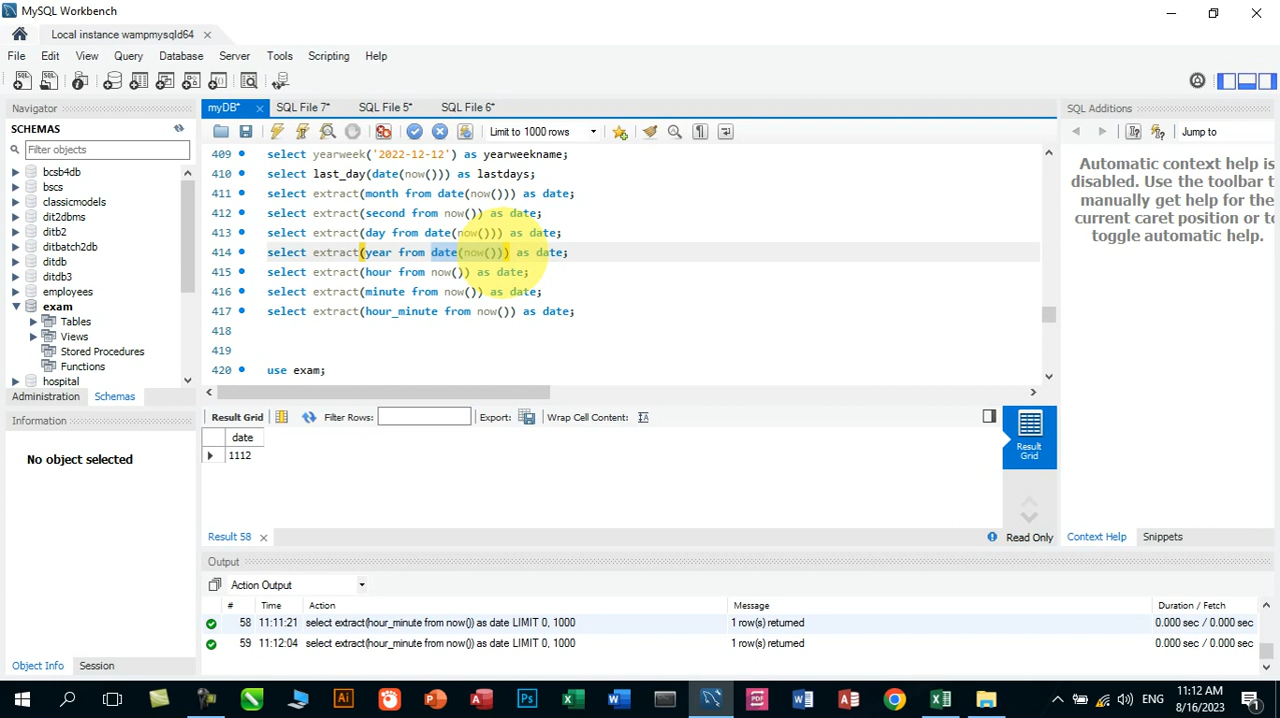 MySQL Workbench
Local instance wampmysqld64
File Edit View Query Database Server Tools Scripting Help
Navigator
SCHEMAS
Filter objects
bcsb4db
bscs
classicmodels
dit2dbms
ditb2
ditbatch2db
ditdb
ditdb3
employees
exam
Tables
Views
Stored Procedures
Functions
hospital
Administration Schemas
Information
No object selected
Object Info Session
myDB* SQL File 7* SQL File 5* SQL File 6*
Limit to 1000 rows
409 select yearweek('2022-12-12') as yearweekname;
410 select last_day(date(now())) as lastdays;
411 select extract(month from date(now())) as date;
412 select extract(second from now()) as date;
413 select extract(day from date(now())) as date;
414 select extract(year from date(now())) as date;
415 select extract(hour from now()) as date;
416 select extract(minute from now()) as date;
417 select extract(hour_minute from now()) as date;
418
419
420 use exam;
Result Grid Filter Rows: Export: Wrap Cell Content:
date
1112
Result Grid
Result 58 Read Only
Output
Action Output
# Time Action Message Duration / Fetch
58 11:11:21 select extract(hour_minute from now()) as date LIMIT 0, 1000 1 row(s) returned 0.000 sec / 0.000 sec
59 11:12:04 select extract(hour_minute from now()) as date LIMIT 0, 1000 1 row(s) returned 0.000 sec / 0.000 sec
SQL Additions
Jump to
Automatic context help is
disabled. Use the toolbar t
manually get help for the
current caret position or to
toggle automatic help.
Context Help Snippets
ENG
11:12 AM
8/16/2023